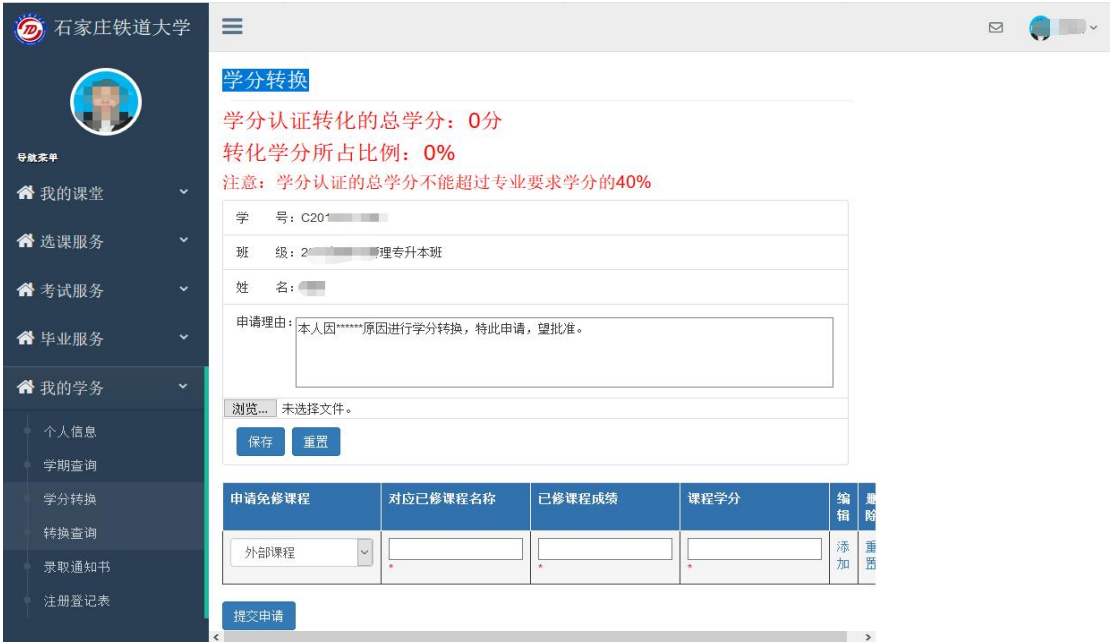 石家庄铁道大学
导航菜单
我的课堂
选课服务
考试服务
毕业服务
我的学务
个人信息
学期查询
学分转换
转换查询
录取通知书
注册登记表
学分转换
学分认证转化的总学分：0分
转化学分所占比例：0%
注意：学分认证的总学分不能超过专业要求学分的40%
学 号：C201
班 级：2 理专升本班
姓 名：
申请理由：本人因******原因进行学分转换，特此申请，望批准。
浏览... 未选择文件。
保存 重置
申请免修课程 对应已修课程名称 已修课程成绩 课程学分 编辑 删除
外部课程 * * * 添加 重置
提交申请